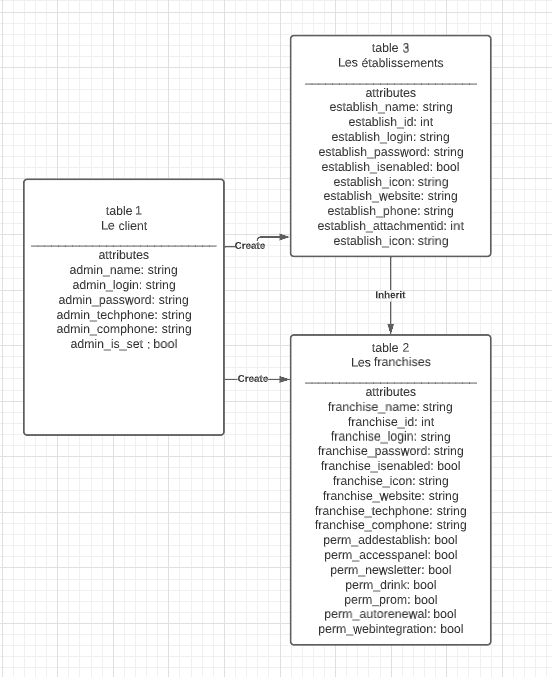 table 1
Le client
attributes
admin_name: string
admin_login: string
admin_password: string
admin_techphone: string
admin_comphone: string
admin_is_set : bool
Create
Create
table 3
Les établissements
attributes
establish_name: string
establish_id: int
establish_login: string
establish_password: string
establish_isenabled: bool
establish_icon: string
establish_website: string
establish_phone: string
establish_attachmentid: int
establish_icon: string
Inherit
table 2
Les franchises
attributes
franchise_name: string
franchise_id: int
franchise_login: string
franchise_password: string
franchise_isenabled: bool
franchise_icon: string
franchise_website: string
franchise_techphone: string
franchise_comphone: string
perm_addestablish: bool
perm_accesspanel: bool
perm_newsletter: bool
perm_drink: bool
perm_prom: bool
perm_autorenewal: bool
perm_webintegration: bool